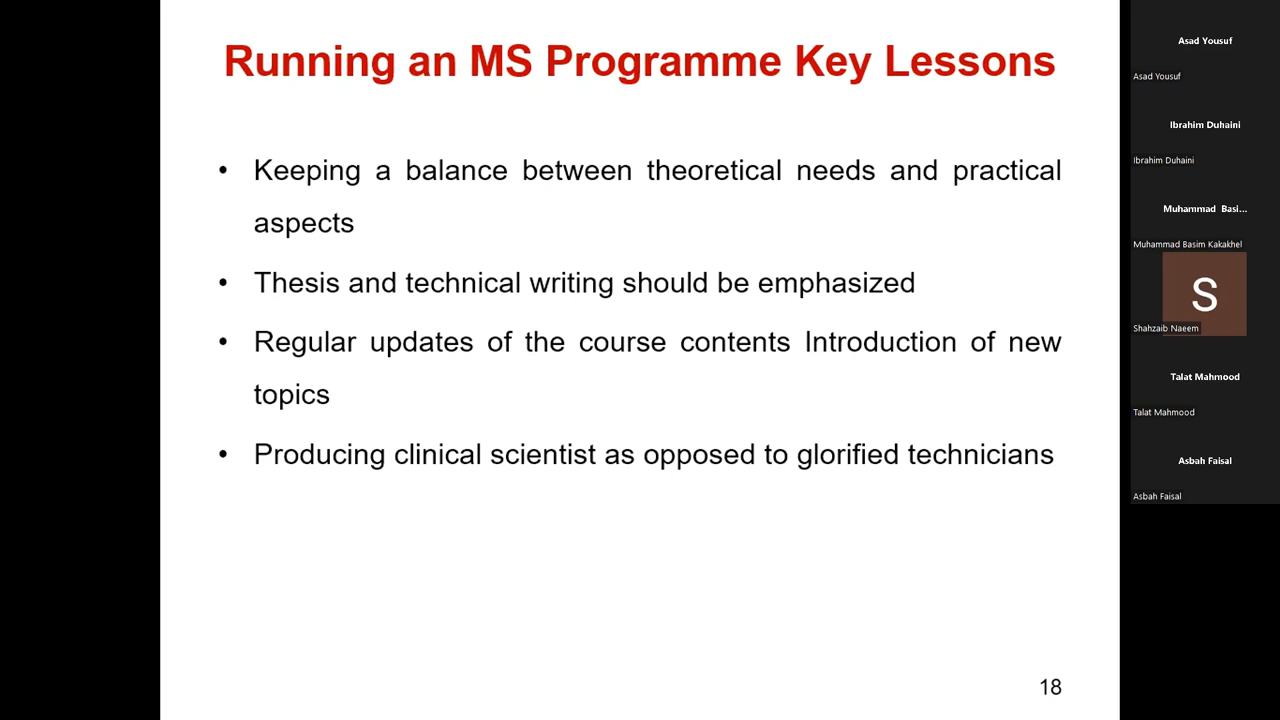 Running an MS Programme Key Lessons
• Keeping a balance between theoretical needs and practical
aspects
• Thesis and technical writing should be emphasized
• Regular updates of the course contents Introduction of new
topics
• Producing clinical scientist as opposed to glorified technicians
18
Asad Yousuf
Asad Yousuf
Ibrahim Duhaini
Ibrahim Duhaini
Muhammad Basi...
Muhammad Basim Kakakhel
S
Shahzaib Naeem
Talat Mahmood
Talat Mahmood
Asbah Faisal
Asbah Faisal